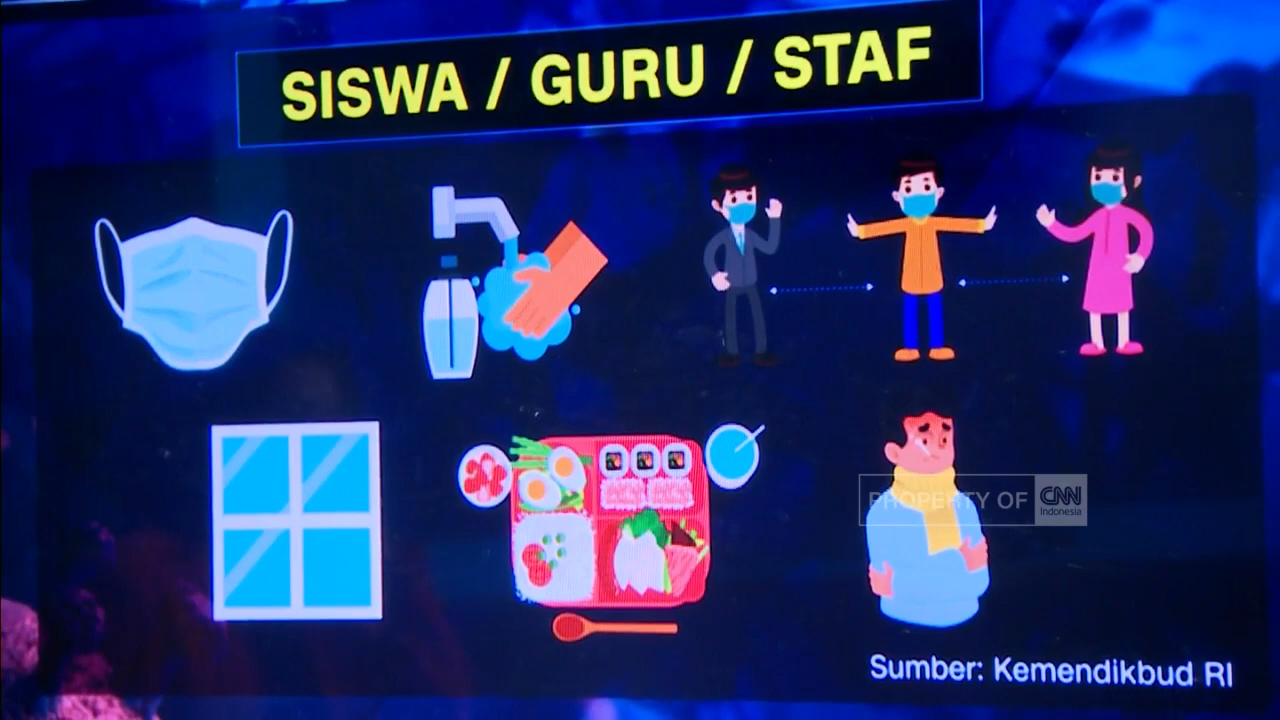 SISWA / GURU / STAF
PROPERTY OF CNN Indonesia
Sumber: Kemendikbud RI